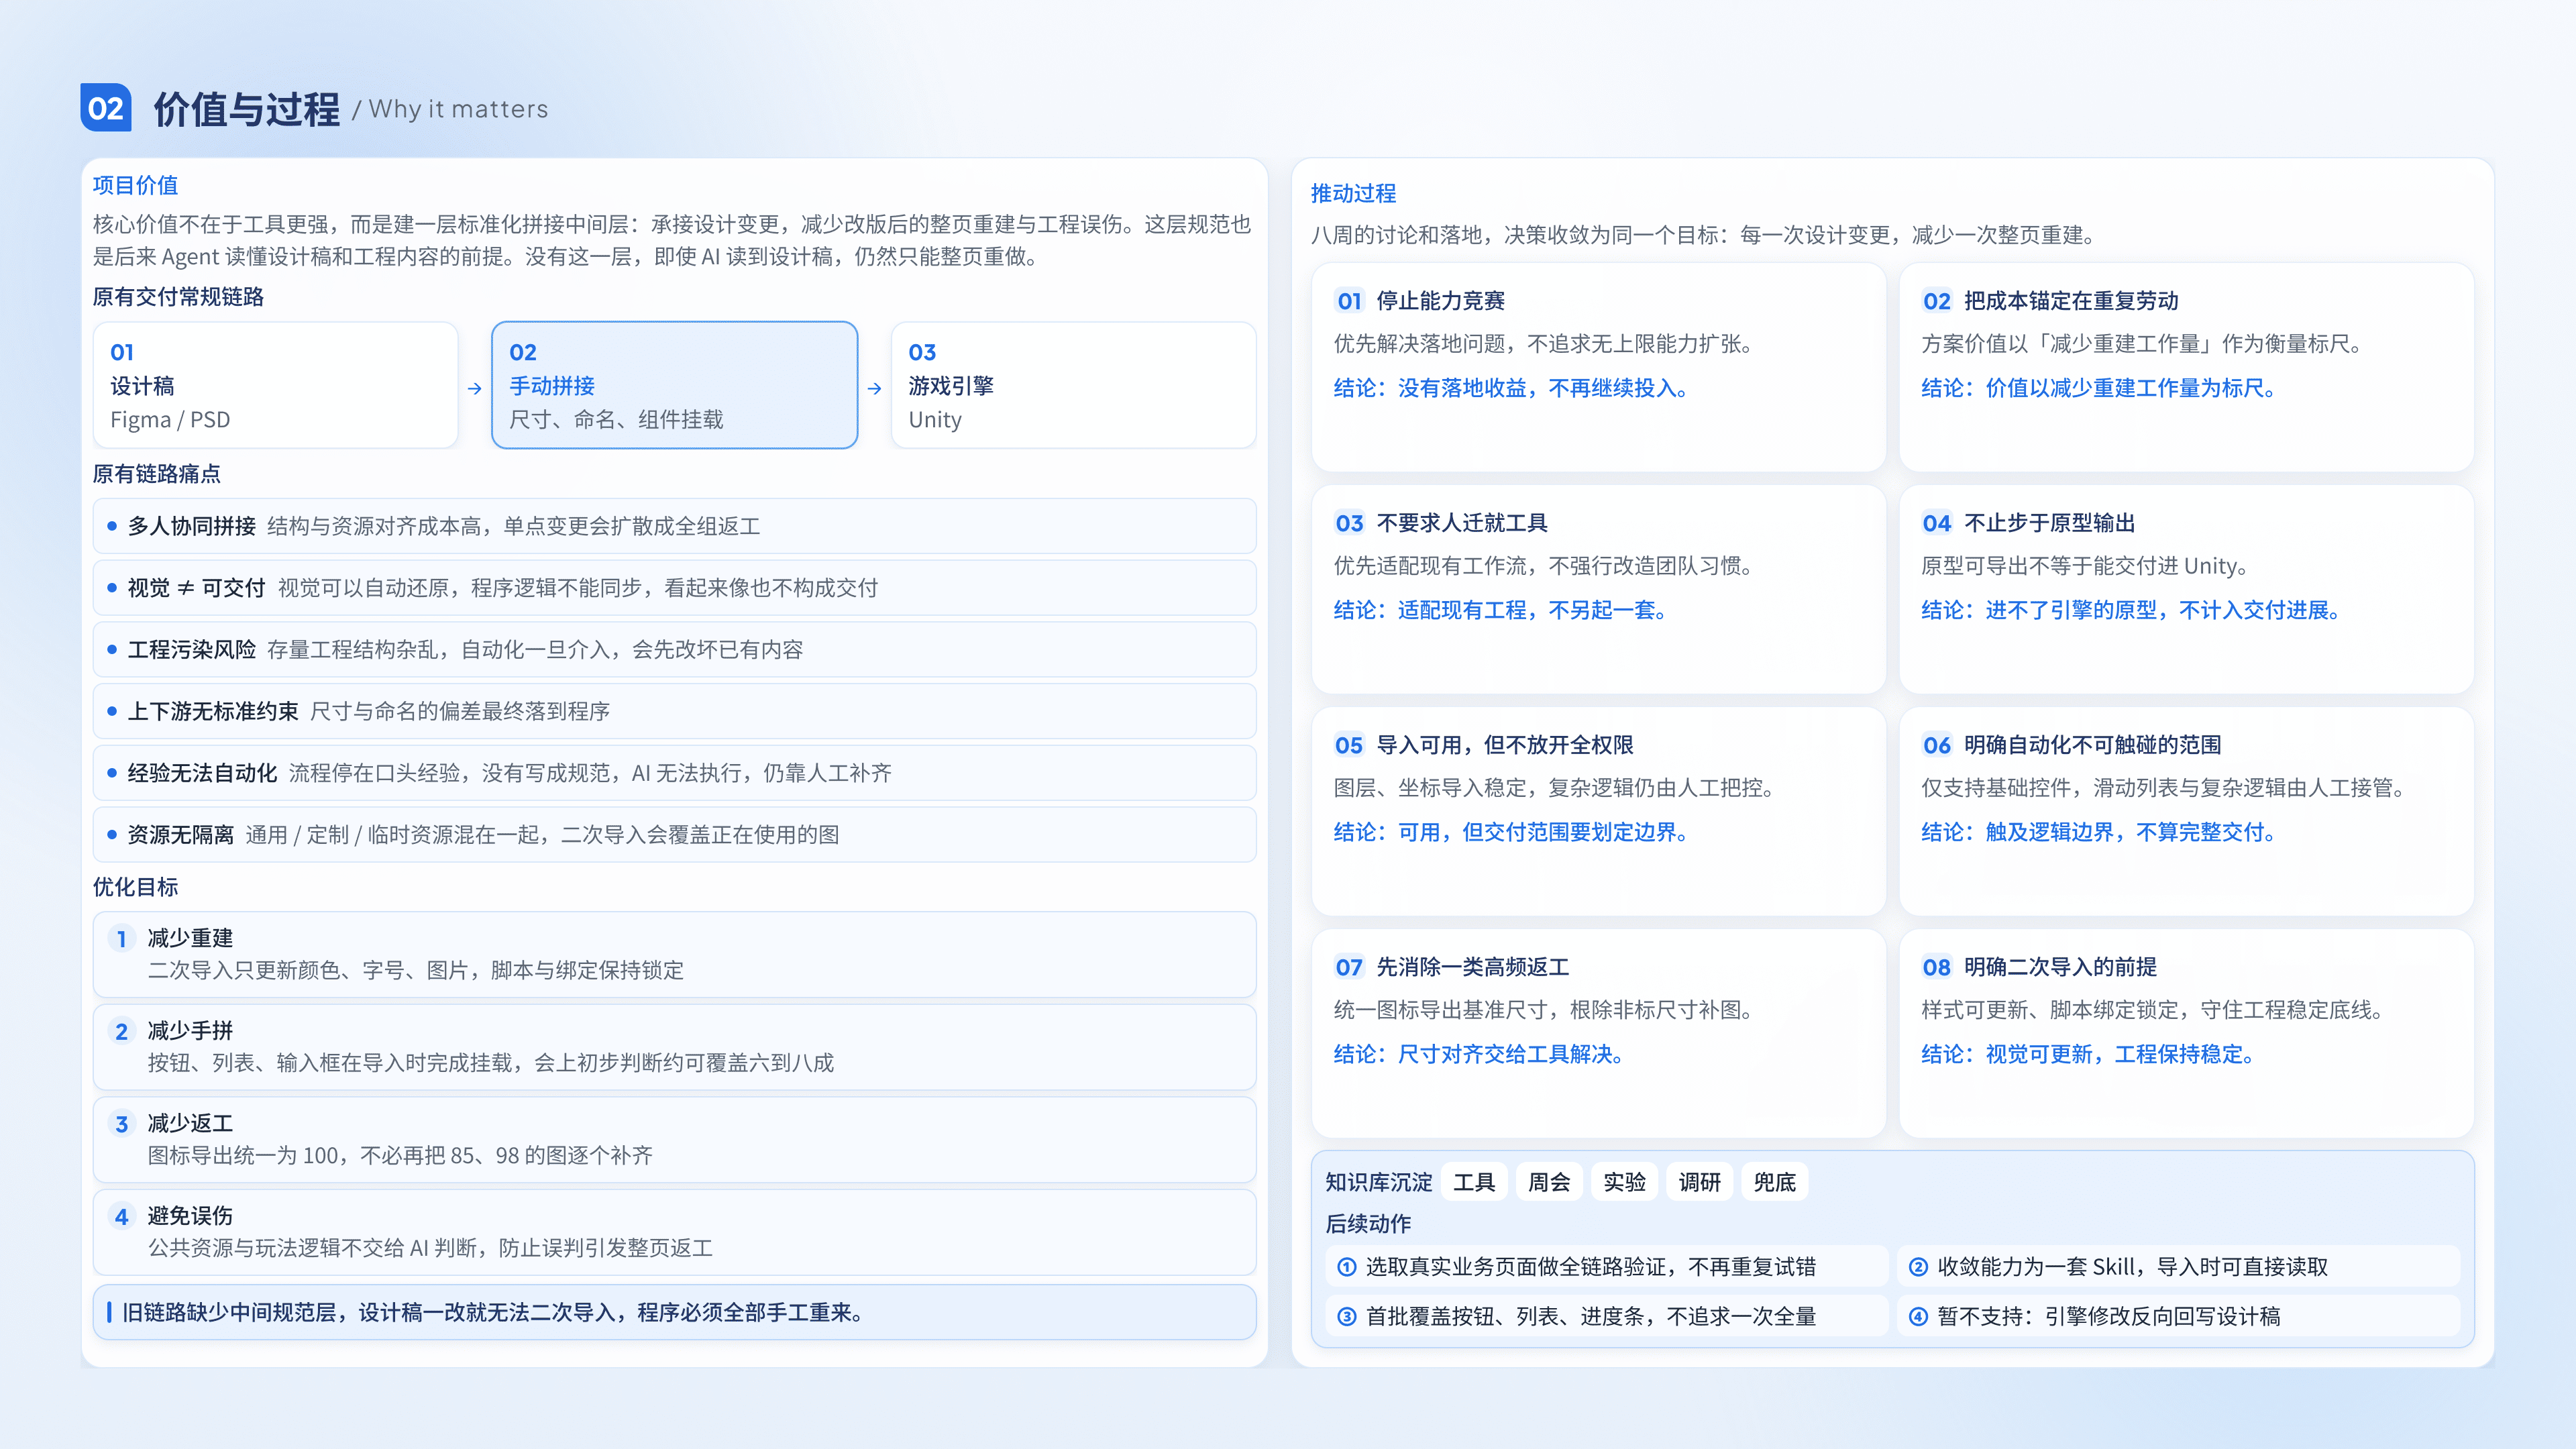 02 价值与过程 / Why it matters
项目价值
核心价值不在于工具更强，而是建一层标准化拼接中间层：承接设计变更，减少改版后的整页重建与工程误伤。这层规范也
是后来 Agent 读懂设计稿和工程内容的前提。没有这一层，即使 AI 读到设计稿，仍然只能整页重做。
原有交付常规链路
01
设计稿
Figma / PSD
→
02
手动拼接
尺寸、命名、组件挂载
→
03
游戏引擎
Unity
原有链路痛点
多人协同拼接 结构与资源对齐成本高，单点变更会扩散成全组返工
视觉 ≠ 可交付 视觉可以自动还原，程序逻辑不能同步，看起来像也不构成交付
工程污染风险 存量工程结构杂乱，自动化一旦介入，会先改坏已有内容
上下游无标准约束 尺寸与命名的偏差最终落到程序
经验无法自动化 流程停在口头经验，没有写成规范，AI 无法执行，仍靠人工补齐
资源无隔离 通用 / 定制 / 临时资源混在一起，二次导入会覆盖正在使用的图
优化目标
1 减少重建
二次导入只更新颜色、字号、图片，脚本与绑定保持锁定
2 减少手拼
按钮、列表、输入框在导入时完成挂载，会上初步判断约可覆盖六到八成
3 减少返工
图标导出统一为 100，不必再把 85、98 的图逐个补齐
4 避免误伤
公共资源与玩法逻辑不交给 AI 判断，防止误判引发整页返工
旧链路缺少中间规范层，设计稿一改就无法二次导入，程序必须全部手工重来。
推动过程
八周的讨论和落地，决策收敛为同一个目标：每一次设计变更，减少一次整页重建。
01 停止能力竞赛
优先解决落地问题，不追求无上限能力扩张。
结论：没有落地收益，不再继续投入。
02 把成本锚定在重复劳动
方案价值以「减少重建工作量」作为衡量标尺。
结论：价值以减少重建工作量为标尺。
03 不要求人迁就工具
优先适配现有工作流，不强行改造团队习惯。
结论：适配现有工程，不另起一套。
04 不止步于原型输出
原型可导出不等于能交付进 Unity。
结论：进不了引擎的原型，不计入交付进展。
05 导入可用，但不放开全权限
图层、坐标导入稳定，复杂逻辑仍由人工把控。
结论：可用，但交付范围要划定边界。
06 明确自动化不可触碰的范围
仅支持基础控件，滑动列表与复杂逻辑由人工接管。
结论：触及逻辑边界，不算完整交付。
07 先消除一类高频返工
统一图标导出基准尺寸，根除非标尺寸补图。
结论：尺寸对齐交给工具解决。
08 明确二次导入的前提
样式可更新、脚本绑定锁定，守住工程稳定底线。
结论：视觉可更新，工程保持稳定。
知识库沉淀 工具 周会 实验 调研 兜底
后续动作
① 选取真实业务页面做全链路验证，不再重复试错
② 收敛能力为一套 Skill，导入时可直接读取
③ 首批覆盖按钮、列表、进度条，不追求一次全量
④ 暂不支持：引擎修改反向回写设计稿